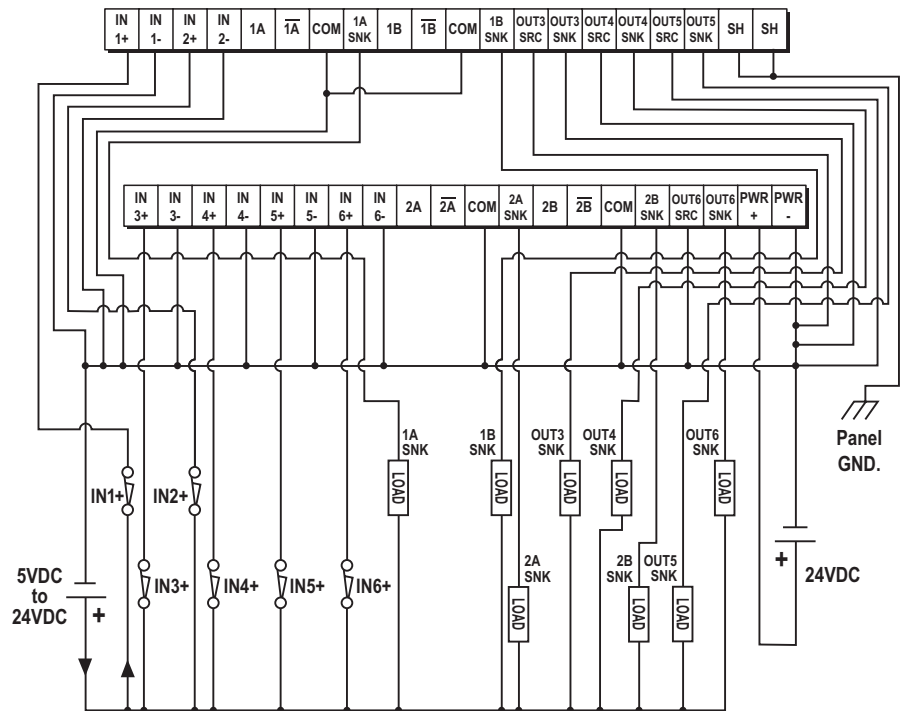 IN 1+ IN 1- IN 2+ IN 2- 1A 1̅A̅ COM 1A SNK 1B 1̅B̅ COM 1B SNK OUT3 SRC OUT3 SNK OUT4 SRC OUT4 SNK OUT5 SRC OUT5 SNK SH SH
IN 3+ IN 3- IN 4+ IN 4- IN 5+ IN 5- IN 6+ IN 6- 2A 2̅A̅ COM 2A SNK 2B 2̅B̅ COM 2B SNK OUT6 SRC OUT6 SNK PWR + PWR -
Panel
GND.
1A
SNK
LOAD
1B
SNK
LOAD
OUT3
SNK
LOAD
OUT4
SNK
LOAD
OUT6
SNK
LOAD
IN1+
IN2+
5VDC
to
24VDC
+
IN3+
IN4+
IN5+
IN6+
2A
SNK
LOAD
2B
SNK
LOAD
OUT5
SNK
LOAD
+
24VDC